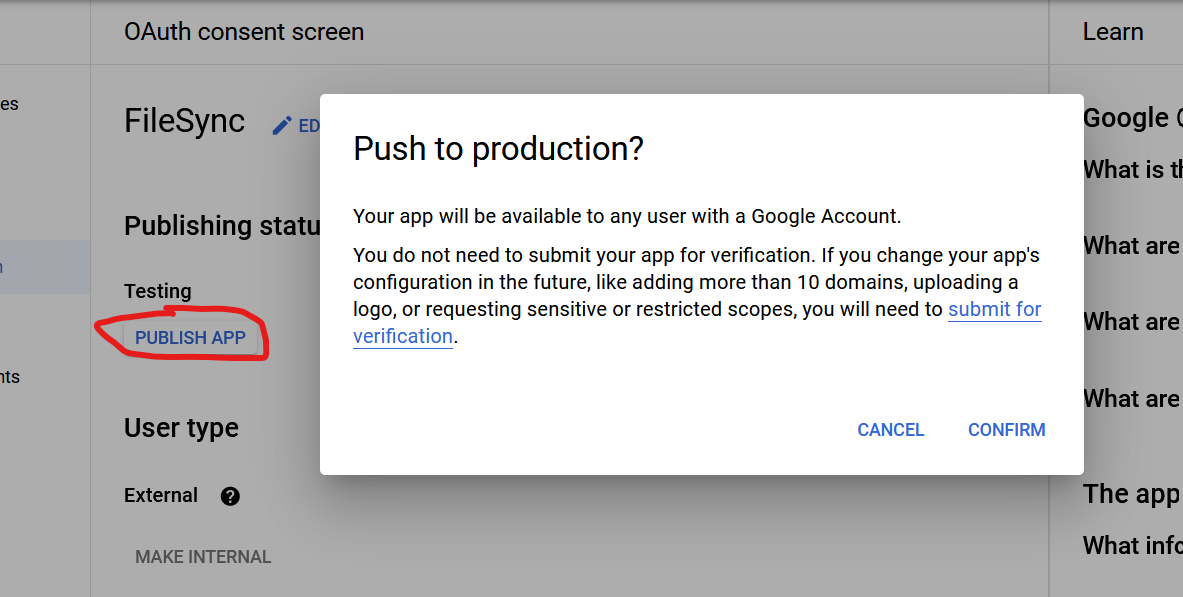 OAuth consent screen
Learn
es
FileSync
ED
Push to production?
Google
What is th
Your app will be available to any user with a Google Account.
Publishing statu
You do not need to submit your app for verification. If you change your app's
configuration in the future, like adding more than 10 domains, uploading a
logo, or requesting sensitive or restricted scopes, you will need to submit for
verification.
What are
Testing
PUBLISH APP
What are
nts
What are
User type
CANCEL
CONFIRM
External
The app
What info
MAKE INTERNAL